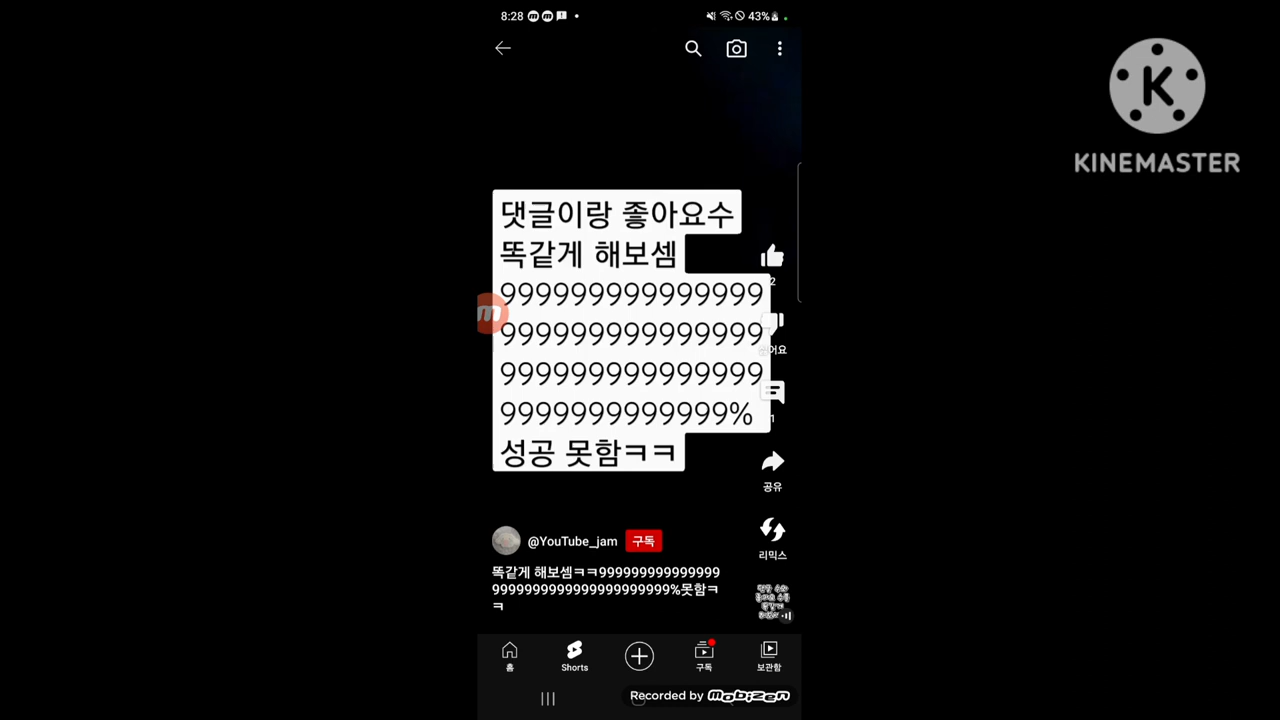 8:28
43%
K
KINEMASTER
댓글이랑 좋아요수
똑같게 해보셈
999999999999999
999999999999999
999999999999999
9999999999999%
성공 못함ㅋㅋ
2
싫어요
1
공유
리믹스
@YouTube_jam
구독
똑같게 해보셈ㅋㅋ999999999999999
9999999999999999999999%못함ㅋ
ㅋ
홈
Shorts
구독
보관함
Recorded by mobizen